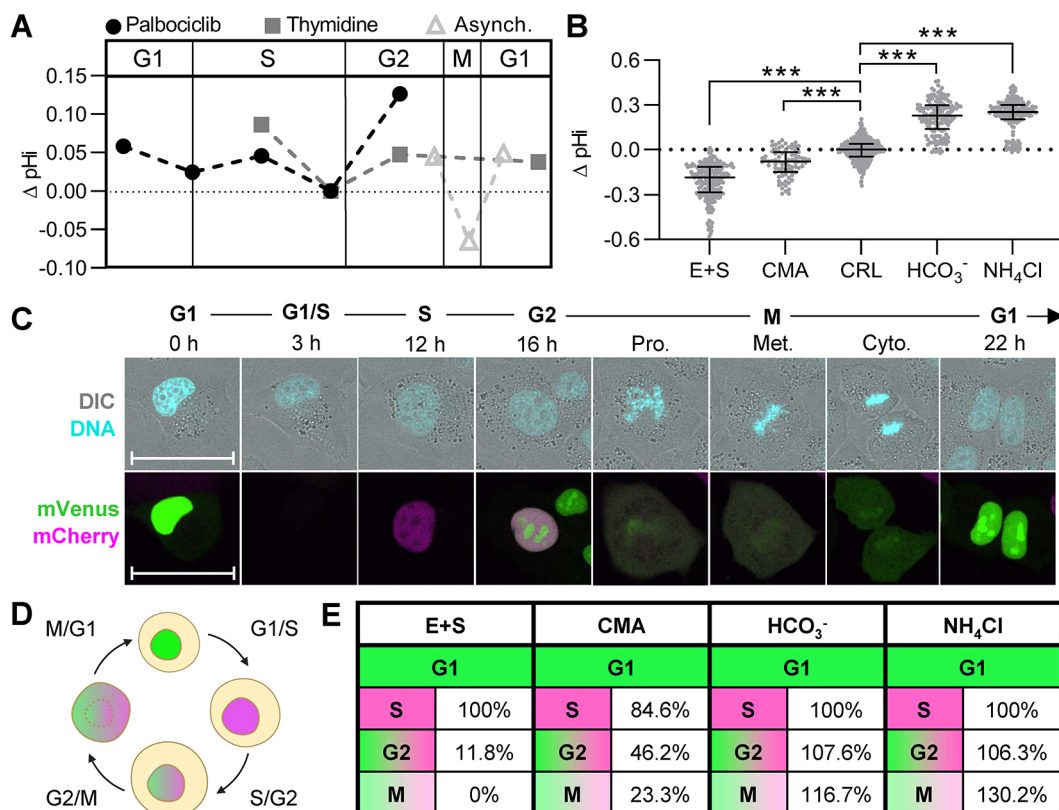 A
Palbociclib Thymidine Asynch.
G1 S G2 M G1
0.15
0.10
0.05
0.00
-0.05
-0.10
Δ pHi
B
*** *** *** ***
0.6
0.3
0.0
-0.3
-0.6
Δ pHi
E+S CMA CRL HCO₃⁻ NH₄Cl
C
G1 G1/S S G2 M G1
0 h 3 h 12 h 16 h Pro. Met. Cyto. 22 h
DIC
DNA
mVenus
mCherry
D
M/G1 G1/S
G2/M S/G2
E
E+S CMA HCO₃⁻ NH₄Cl
G1 G1 G1 G1
S 100% S 84.6% S 100% S 100%
G2 11.8% G2 46.2% G2 107.6% G2 106.3%
M 0% M 23.3% M 116.7% M 130.2%